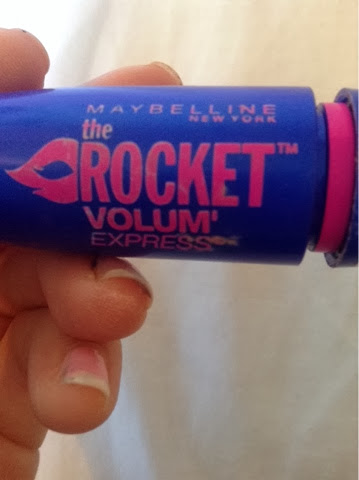 MAYBELLINE
NEW YORK
the
ROCKET™
VOLUM'
EXPRESS